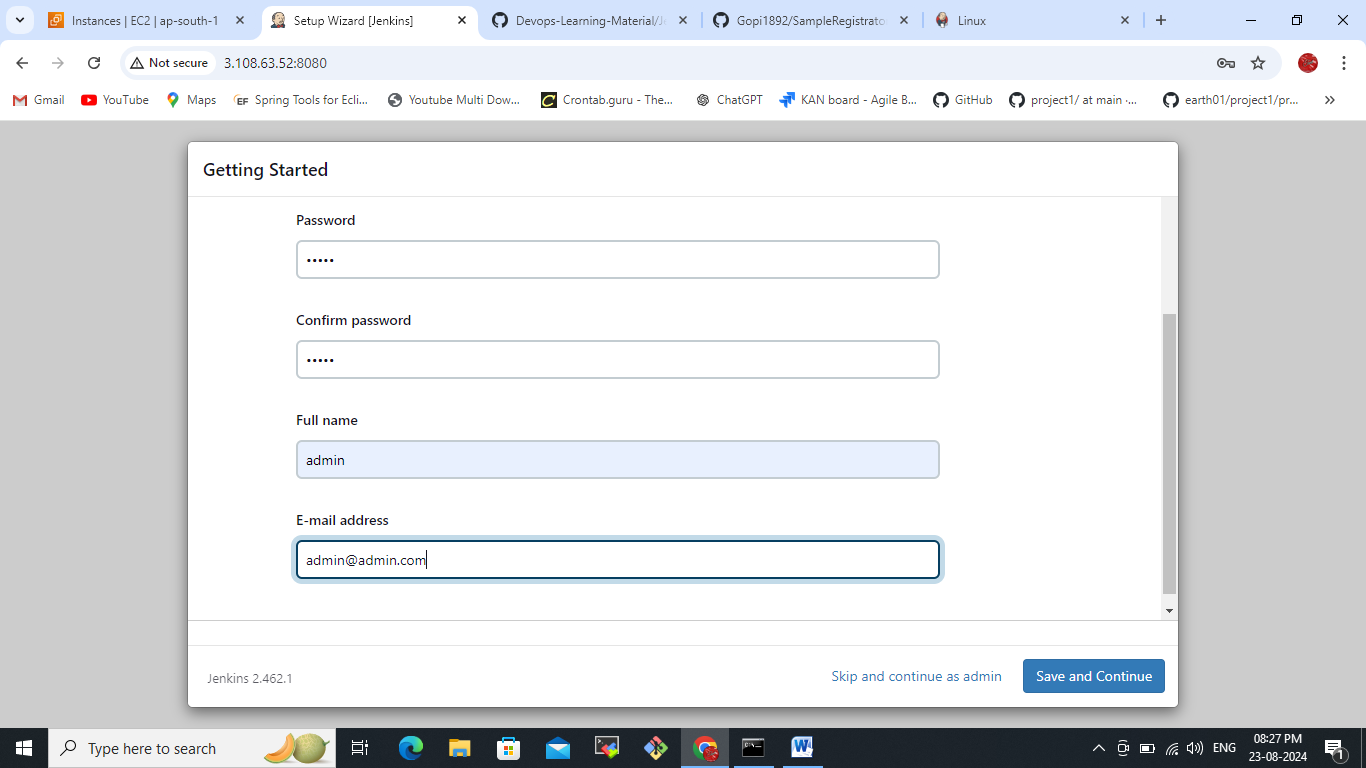 Instances | EC2 | ap-south-1
Setup Wizard [Jenkins]
Devops-Learning-Material/
Gopi1892/SampleRegistratio
Linux
Not secure
3.108.63.52:8080
Gmail
YouTube
Maps
EF
Spring Tools for Ecli...
Youtube Multi Dow...
Crontab.guru - The...
ChatGPT
KAN board - Agile B...
GitHub
project1/ at main ·...
earth01/project1/pr...
Getting Started
Password
•••••
Confirm password
•••••
Full name
admin
E-mail address
admin@admin.com
Jenkins 2.462.1
Skip and continue as admin
Save and Continue
Type here to search
ENG
08:27 PM
23-08-2024
1